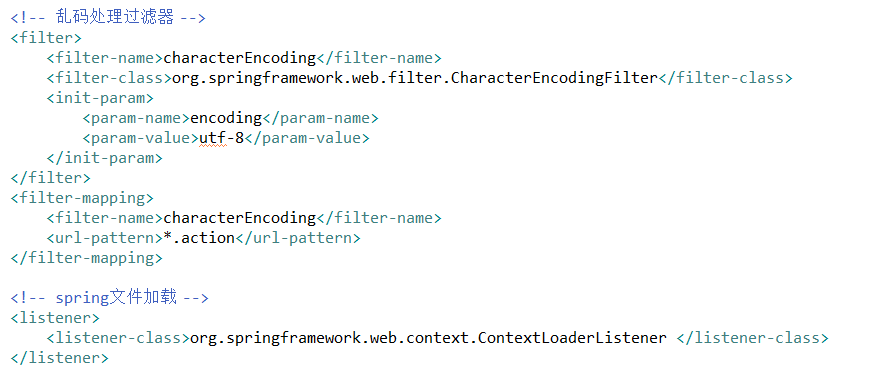 <!-- 乱码处理过滤器 -->
<filter>
    <filter-name>characterEncoding</filter-name>
    <filter-class>org.springframework.web.filter.CharacterEncodingFilter</filter-class>
    <init-param>
        <param-name>encoding</param-name>
        <param-value>utf-8</param-value>
    </init-param>
</filter>
<filter-mapping>
    <filter-name>characterEncoding</filter-name>
    <url-pattern>*.action</url-pattern>
</filter-mapping>

<!-- spring文件加载 -->
<listener>
    <listener-class>org.springframework.web.context.ContextLoaderListener </listener-class>
</listener>